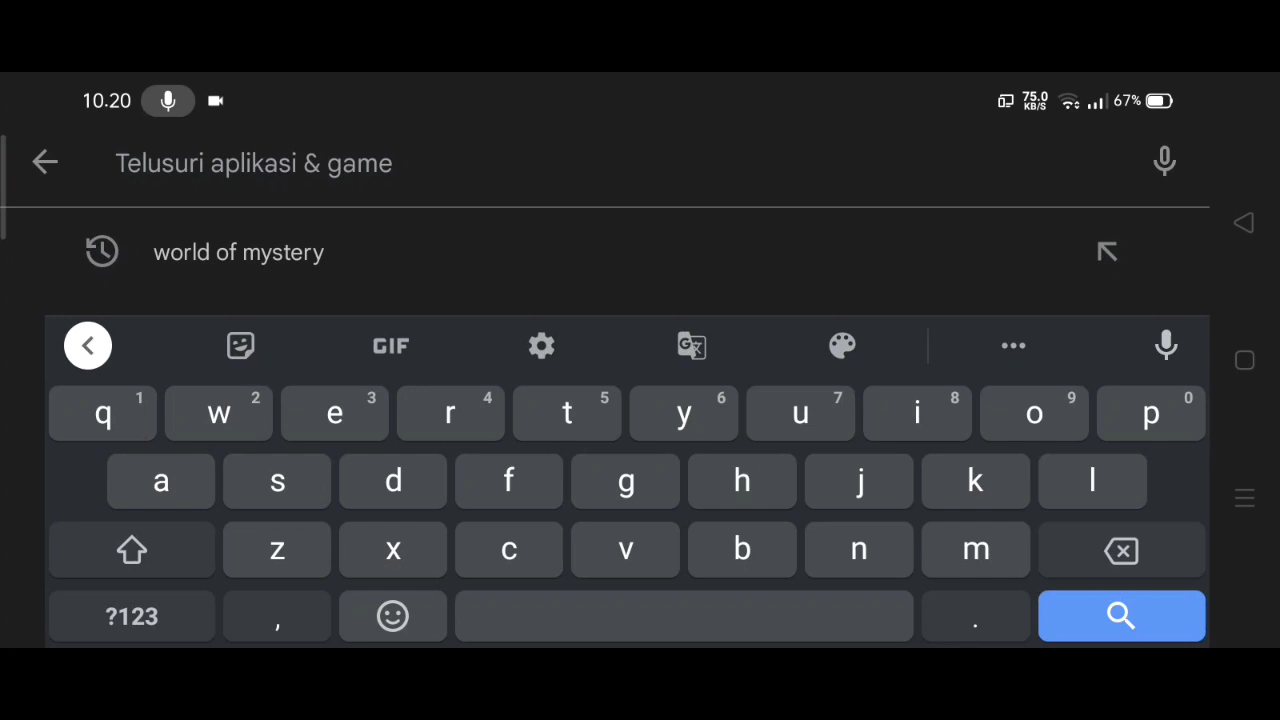 10.20 75.0 KB/S 67%
Telusuri aplikasi & game
world of mystery
GIF
q 1 w 2 e 3 r 4 t 5 y 6 u 7 i 8 o 9 p 0
a s d f g h j k l
z x c v b n m
?123 , .